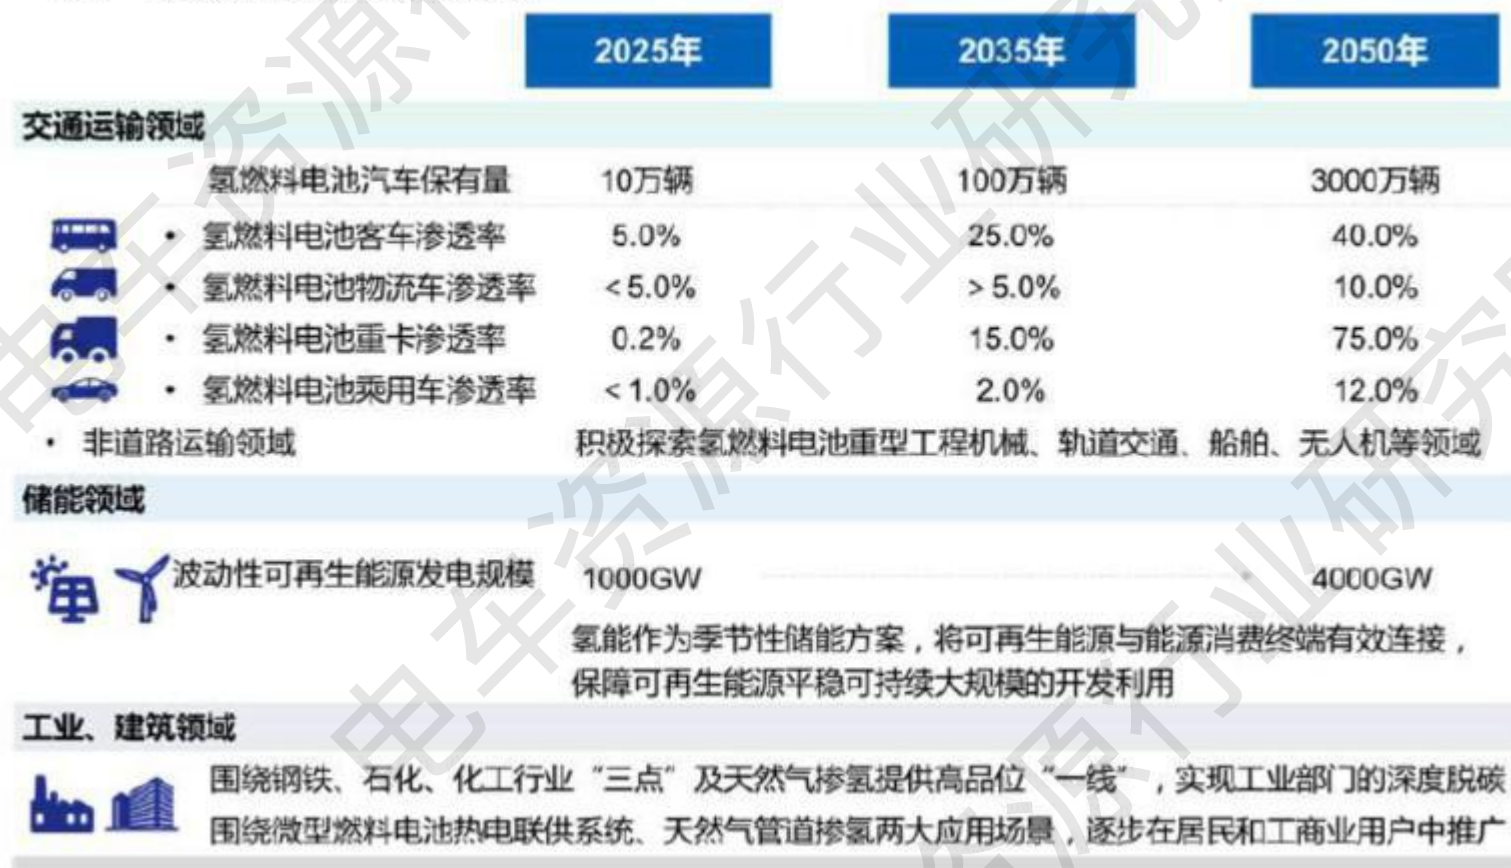 2025年 2035年 2050年
交通运输领域
氢燃料电池汽车保有量 10万辆 100万辆 3000万辆
• 氢燃料电池客车渗透率 5.0% 25.0% 40.0%
• 氢燃料电池物流车渗透率 <5.0% >5.0% 10.0%
• 氢燃料电池重卡渗透率 0.2% 15.0% 75.0%
• 氢燃料电池乘用车渗透率 <1.0% 2.0% 12.0%
• 非道路运输领域 积极探索氢燃料电池重型工程机械、轨道交通、船舶、无人机等领域
储能领域
波动性可再生能源发电规模 1000GW 4000GW
氢能作为季节性储能方案，将可再生能源与能源消费终端有效连接，
保障可再生能源平稳可持续大规模的开发利用
工业、建筑领域
围绕钢铁、石化、化工行业“三点”及天然气掺氢提供高品位“一线”，实现工业部门的深度脱碳
围绕微型燃料电池热电联供系统、天然气管道掺氢两大应用场景，逐步在居民和工商业用户中推广
电车资源行业研究